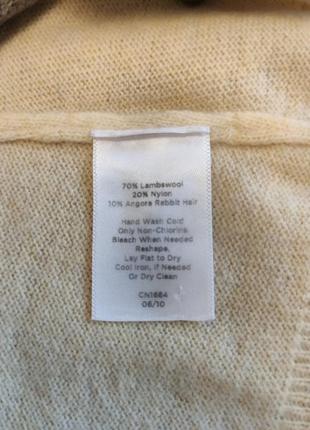 70% Lambswool
20% Nylon
10% Angora Rabbit Hair
Hand Wash Cold
Only Non-Chlorine
Bleach When Needed
Reshape,
Lay Flat to Dry
Cool Iron, if Needed
Or Dry Clean
CN1664
06/10